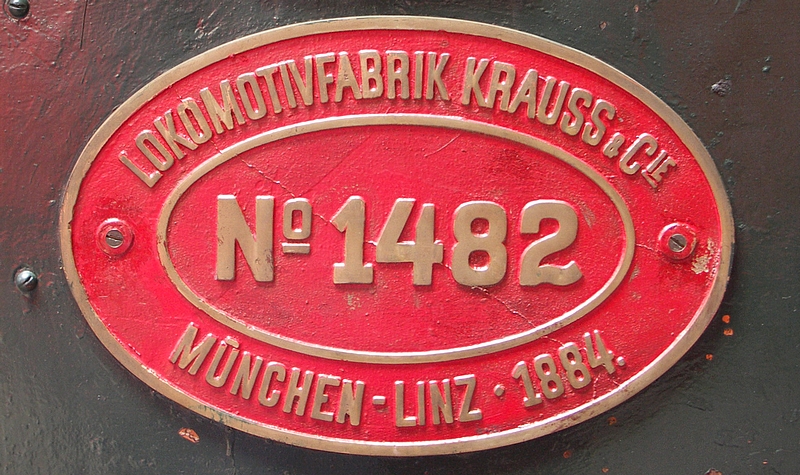 LOKOMOTIVFABRIK KRAUSS & CIE
Nº 1482
MÜNCHEN - LINZ · 1884.